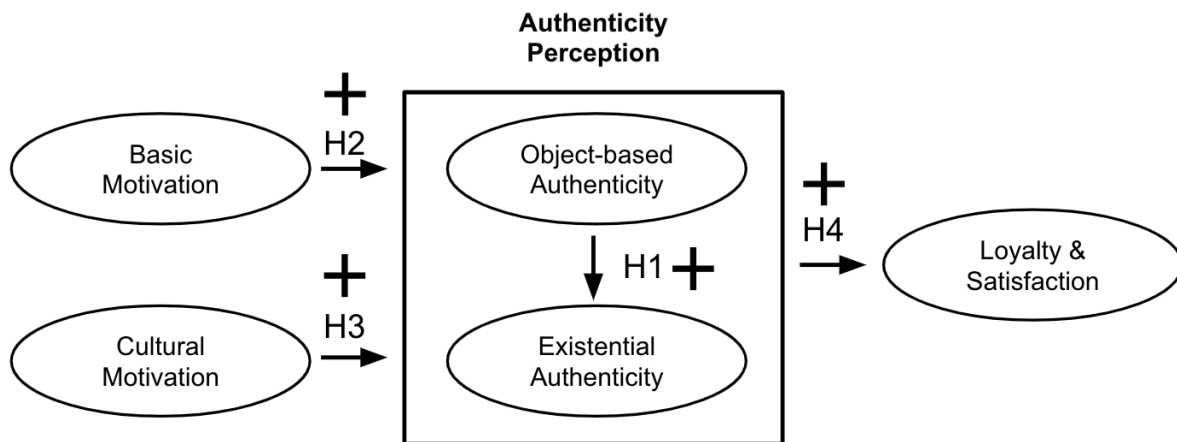 Authenticity
Perception
+
H2
Basic
Motivation
Object-based
Authenticity
+
H4
H1 +
Loyalty &
Satisfaction
+
H3
Cultural
Motivation
Existential
Authenticity